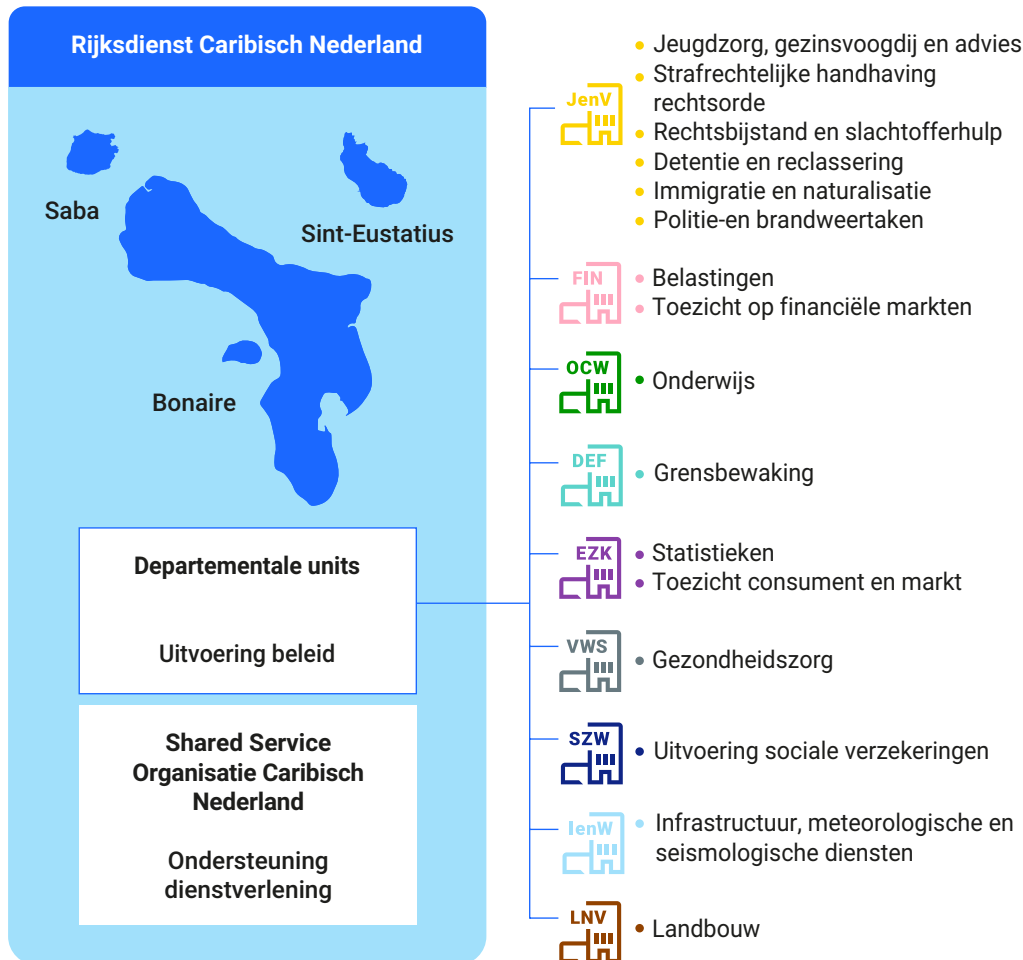 Rijksdienst Caribisch Nederland
Saba
Sint-Eustatius
Bonaire
Departementale units
Uitvoering beleid
Shared Service
Organisatie Caribisch
Nederland
Ondersteuning
dienstverlening
JenV
• Jeugdzorg, gezinsvoogdij en advies
• Strafrechtelijke handhaving
rechtsorde
• Rechtsbijstand en slachtofferhulp
• Detentie en reclassering
• Immigratie en naturalisatie
• Politie-en brandweertaken
FIN
• Belastingen
• Toezicht op financiële markten
OCW
• Onderwijs
DEF
• Grensbewaking
EZK
• Statistieken
• Toezicht consument en markt
VWS
• Gezondheidszorg
SZW
• Uitvoering sociale verzekeringen
IenW
• Infrastructuur, meteorologische en
seismologische diensten
LNV
• Landbouw